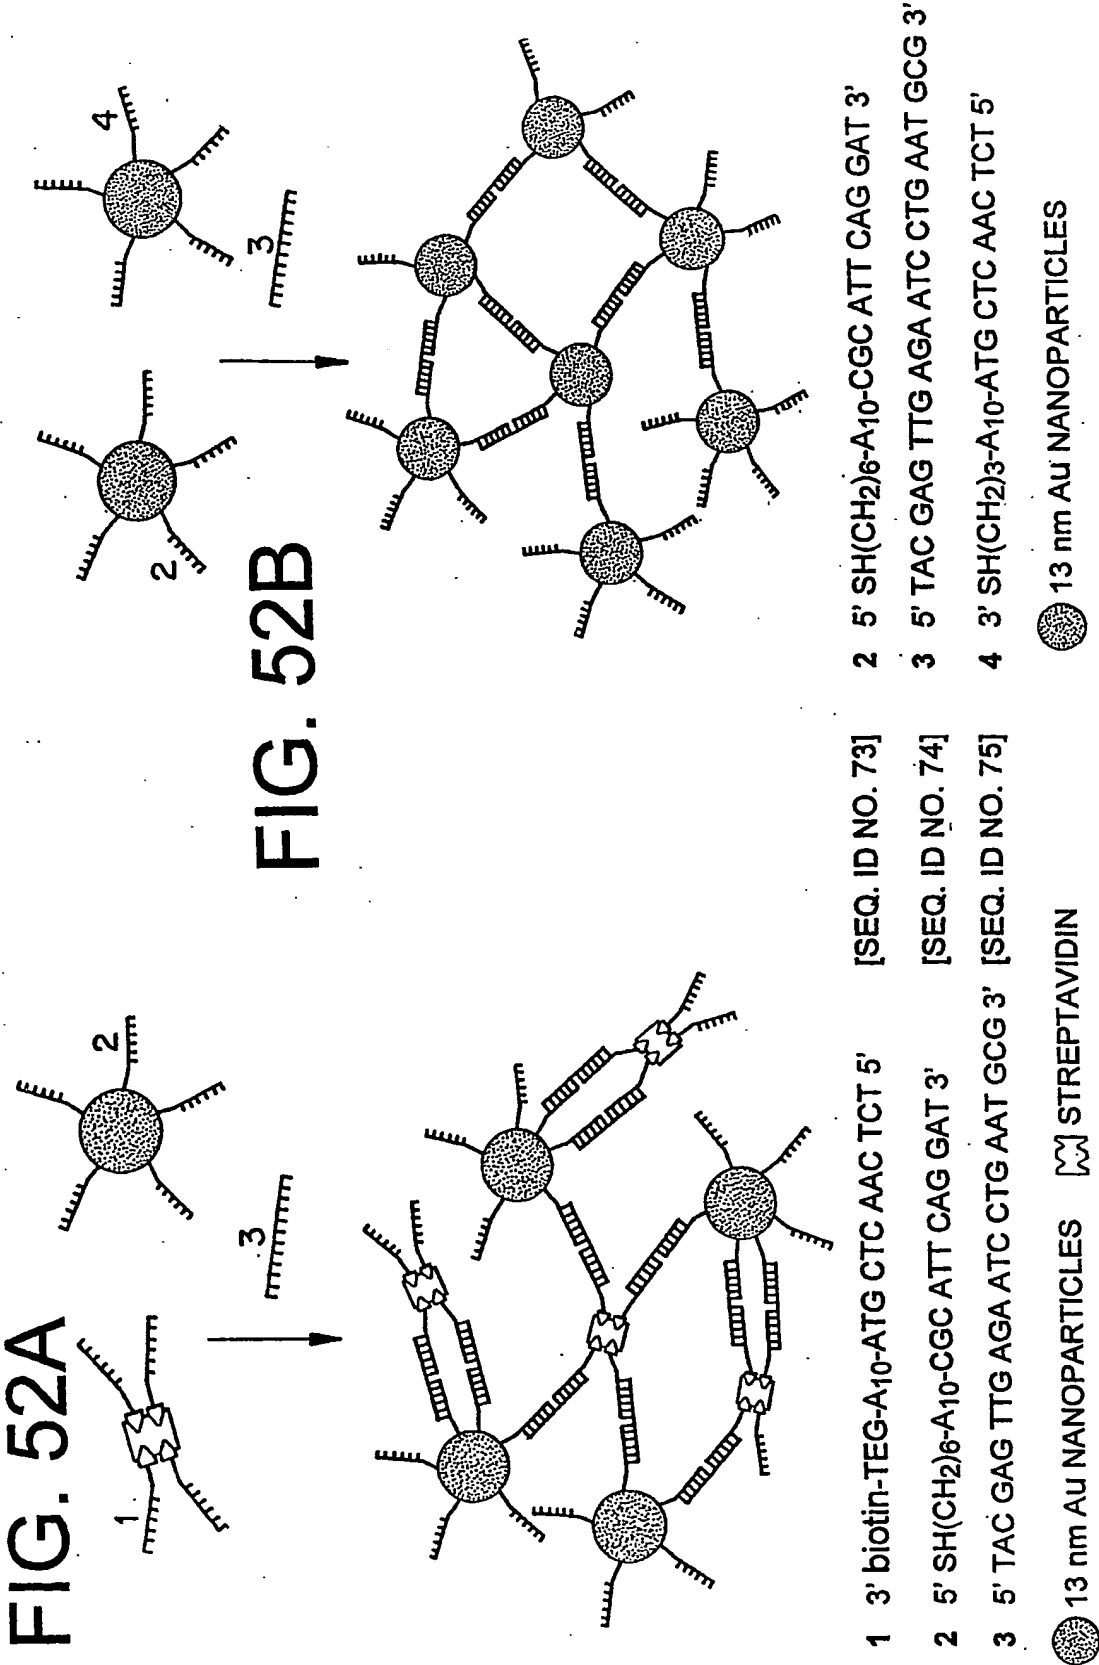 FIG. 52A
1
2
3
1 3' biotin-TEG-A10-ATG CTC AAC TCT 5' [SEQ. ID NO. 73]
2 5' SH(CH2)6-A10-CGC ATT CAG GAT 3' [SEQ. ID NO. 74]
3 5' TAC GAG TTG AGA ATC CTG AAT GCG 3' [SEQ. ID NO. 75]
13 nm Au NANOPARTICLES STREPTAVIDIN
FIG. 52B
2
4
3
2 5' SH(CH2)6-A10-CGC ATT CAG GAT 3'
3 5' TAC GAG TTG AGA ATC CTG AAT GCG 3'
4 3' SH(CH2)3-A10-ATG CTC AAC TCT 5'
13 nm Au NANOPARTICLES